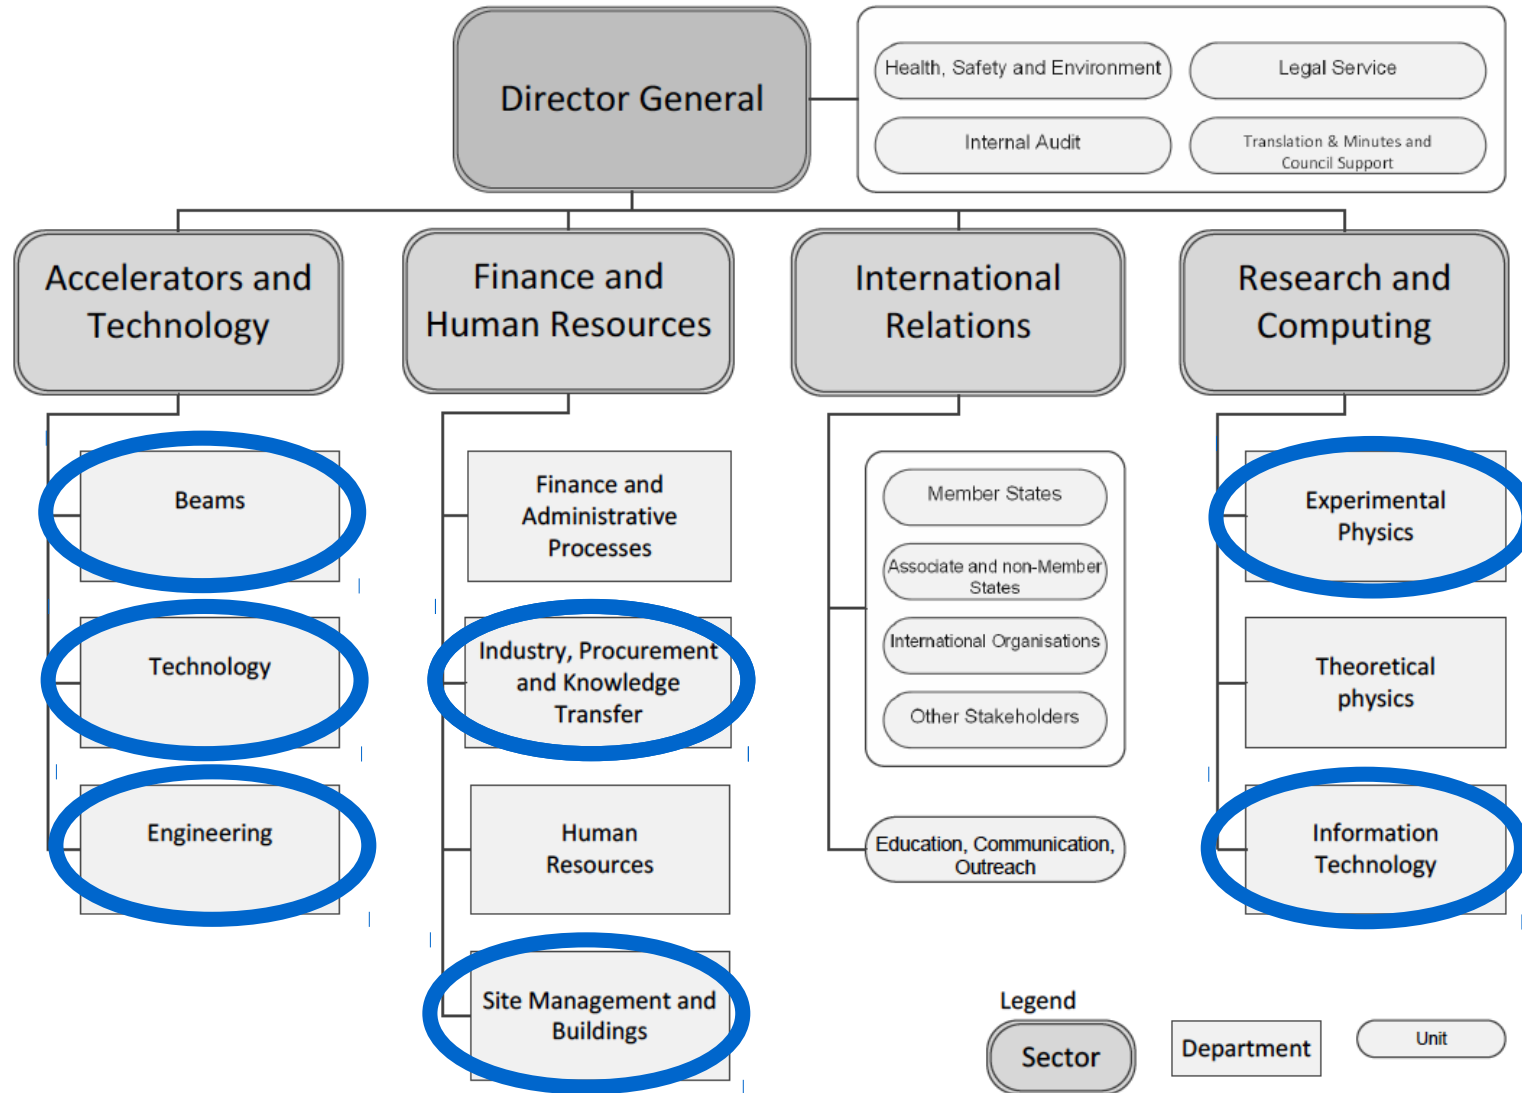 Director General
Health, Safety and Environment
Legal Service
Internal Audit
Translation & Minutes and
Council Support
Accelerators and
Technology
Finance and
Human Resources
International
Relations
Research and
Computing
Beams
Technology
Engineering
Finance and
Administrative
Processes
Industry, Procurement
and Knowledge
Transfer
Human
Resources
Site Management and
Buildings
Member States
Associate and non-Member
States
International Organisations
Other Stakeholders
Education, Communication,
Outreach
Experimental
Physics
Theoretical
physics
Information
Technology
Legend
Sector
Department
Unit